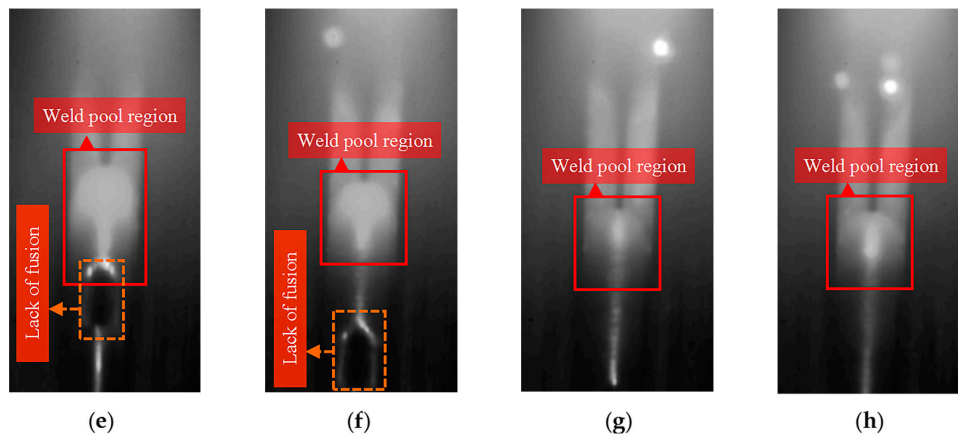 Weld pool region
Lack of fusion
(e)
Weld pool region
Lack of fusion
(f)
Weld pool region
(g)
Weld pool region
(h)